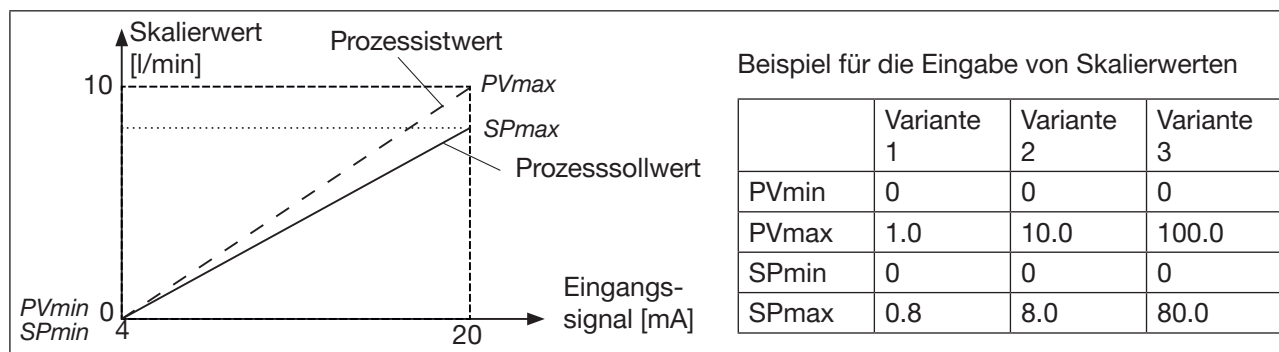 Skalierwert
[l/min]
Prozessistwert
10
PVmax
SPmax
Prozesssollwert
PVmin
SPmin
0
4
20
Eingangs-
signal [mA]
Beispiel für die Eingabe von Skalierwerten
Variante 1 Variante 2 Variante 3
PVmin 0 0 0
PVmax 1.0 10.0 100.0
SPmin 0 0 0
SPmax 0.8 8.0 80.0